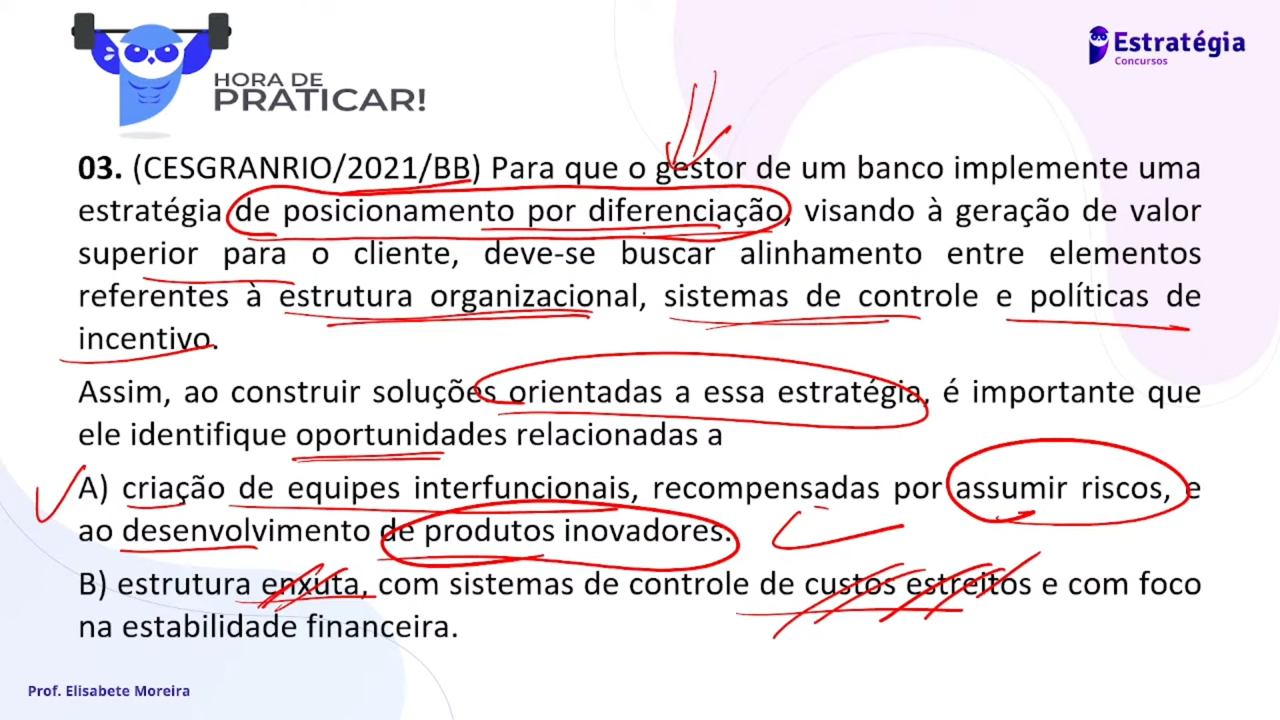 HORA DE
PRATICAR!
Estratégia
Concursos
03. (CESGRANRIO/2021/BB) Para que o gestor de um banco implemente uma
estratégia de posicionamento por diferenciação, visando à geração de valor
superior para o cliente, deve-se buscar alinhamento entre elementos
referentes à estrutura organizacional, sistemas de controle e políticas de
incentivo.
Assim, ao construir soluções orientadas a essa estratégia, é importante que
ele identifique oportunidades relacionadas a
A) criação de equipes interfuncionais, recompensadas por assumir riscos, e
ao desenvolvimento de produtos inovadores.
B) estrutura enxuta, com sistemas de controle de custos estreitos e com foco
na estabilidade financeira.
Prof. Elisabete Moreira